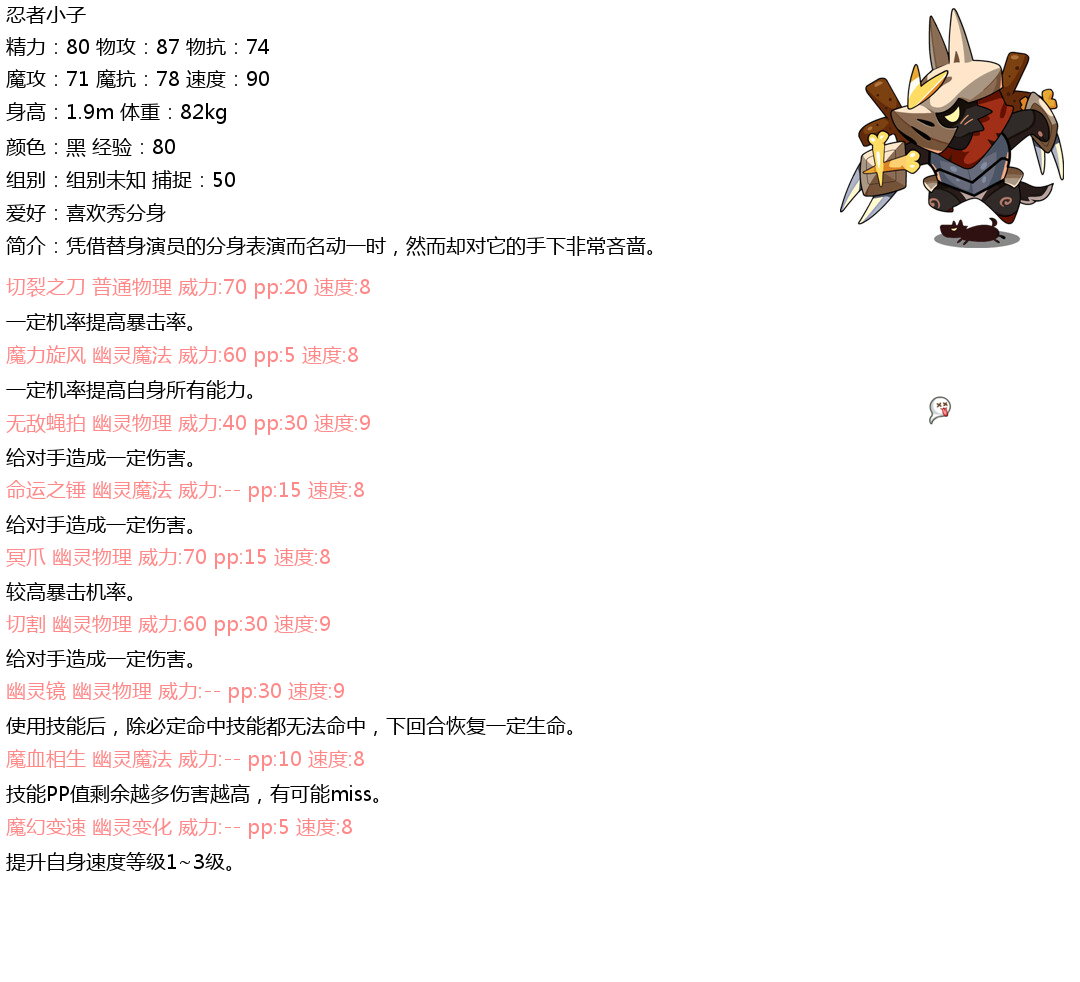 忍者小子
精力：80 物攻：87 物抗：74
魔攻：71 魔抗：78 速度：90
身高：1.9m 体重：82kg
颜色：黑 经验：80
组别：组别未知 捕捉：50
爱好：喜欢秀分身
简介：凭借替身演员的分身表演而名动一时，然而却对它的手下非常吝啬。
切裂之刀 普通物理 威力:70 pp:20 速度:8
一定机率提高暴击率。
魔力旋风 幽灵魔法 威力:60 pp:5 速度:8
一定机率提高自身所有能力。
无敌蝇拍 幽灵物理 威力:40 pp:30 速度:9
给对手造成一定伤害。
命运之锤 幽灵魔法 威力:-- pp:15 速度:8
给对手造成一定伤害。
冥爪 幽灵物理 威力:70 pp:15 速度:8
较高暴击机率。
切割 幽灵物理 威力:60 pp:30 速度:9
给对手造成一定伤害。
幽灵镜 幽灵物理 威力:-- pp:30 速度:9
使用技能后，除必定命中技能都无法命中，下回合恢复一定生命。
魔血相生 幽灵魔法 威力:-- pp:10 速度:8
技能PP值剩余越多伤害越高，有可能miss。
魔幻变速 幽灵变化 威力:-- pp:5 速度:8
提升自身速度等级1~3级。